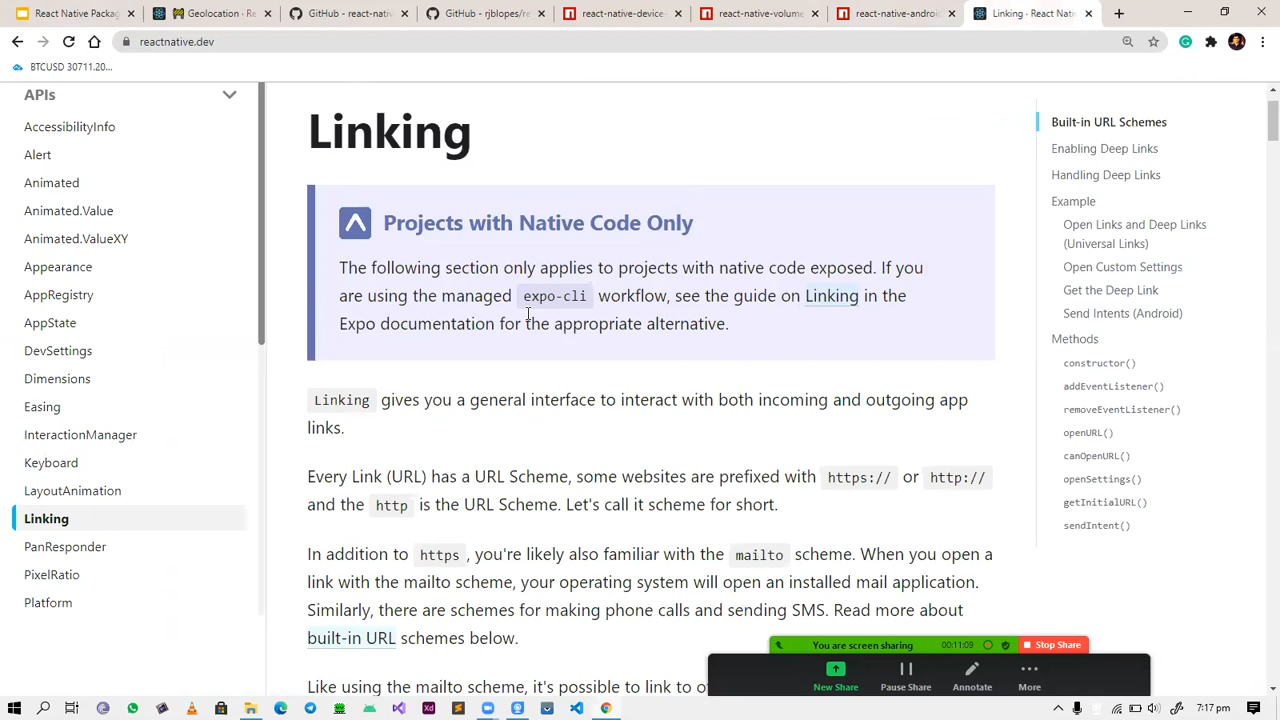 React Native Packag
Geolocation · Re
GitHub - nativ
GitHub - rjblops/re
react-native-device
react-native-volume
react-native-androi
Linking · React Nat
reactnative.dev
BTCUSD 30711.20...
APIs
AccessibilityInfo
Alert
Animated
Animated.Value
Animated.ValueXY
Appearance
AppRegistry
AppState
DevSettings
Dimensions
Easing
InteractionManager
Keyboard
LayoutAnimation
Linking
PanResponder
PixelRatio
Platform
Linking
Projects with Native Code Only
The following section only applies to projects with native code exposed. If you
are using the managed expo-cli workflow, see the guide on Linking in the
Expo documentation for the appropriate alternative.
Linking gives you a general interface to interact with both incoming and outgoing app
links.
Every Link (URL) has a URL Scheme, some websites are prefixed with https:// or http://
and the http is the URL Scheme. Let's call it scheme for short.
In addition to https , you're likely also familiar with the mailto scheme. When you open a
link with the mailto scheme, your operating system will open an installed mail application.
Similarly, there are schemes for making phone calls and sending SMS. Read more about
built-in URL schemes below.
Like using the mailto scheme, it's possible to link to o
Built-in URL Schemes
Enabling Deep Links
Handling Deep Links
Example
Open Links and Deep Links
(Universal Links)
Open Custom Settings
Get the Deep Link
Send Intents (Android)
Methods
constructor()
addEventListener()
removeEventListener()
openURL()
canOpenURL()
openSettings()
getInitialURL()
sendIntent()
You are screen sharing 00:11:09 Stop Share
New Share Pause Share Annotate More
7:17 pm